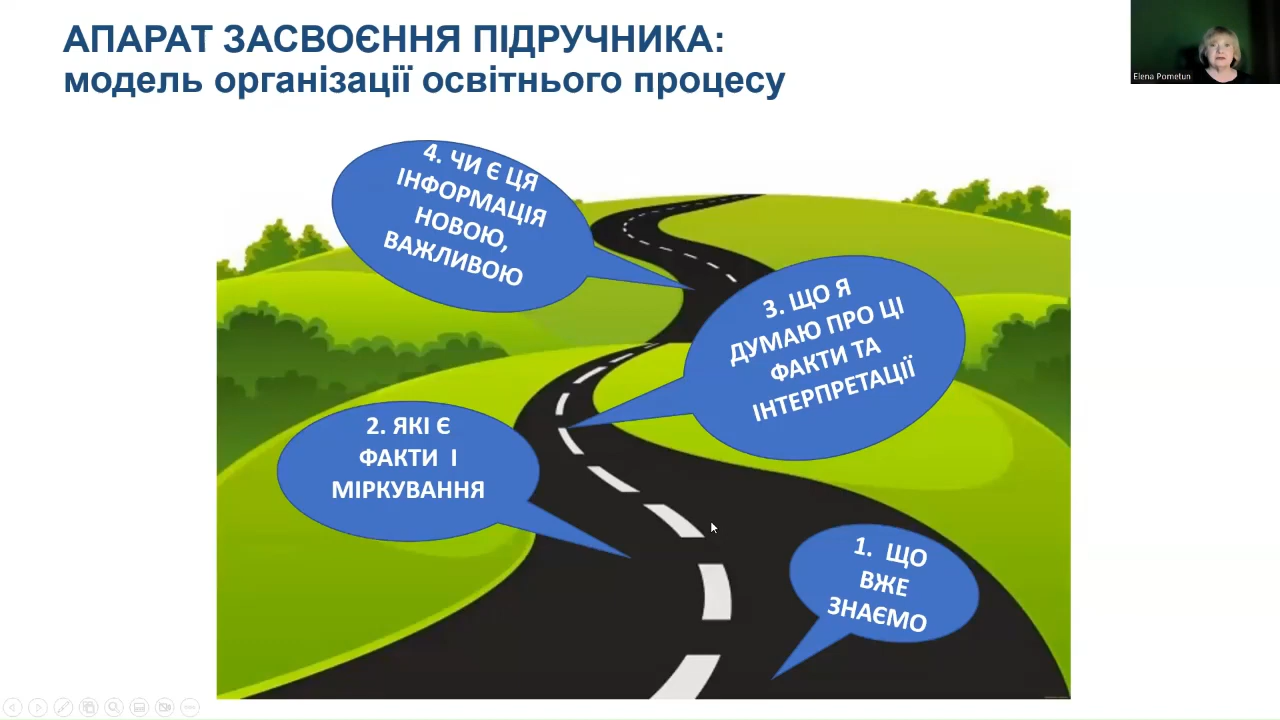 АПАРАТ ЗАСВОЄННЯ ПІДРУЧНИКА:
модель організації освітнього процесу
Elena Pometun
4. ЧИ Є ЦЯ
ІНФОРМАЦІЯ
НОВОЮ,
ВАЖЛИВОЮ
3. ЩО Я
ДУМАЮ ПРО ЦІ
ФАКТИ ТА
ІНТЕРПРЕТАЦІЇ
2. ЯКІ Є
ФАКТИ І
МІРКУВАННЯ
1. ЩО
ВЖЕ
ЗНАЄМО